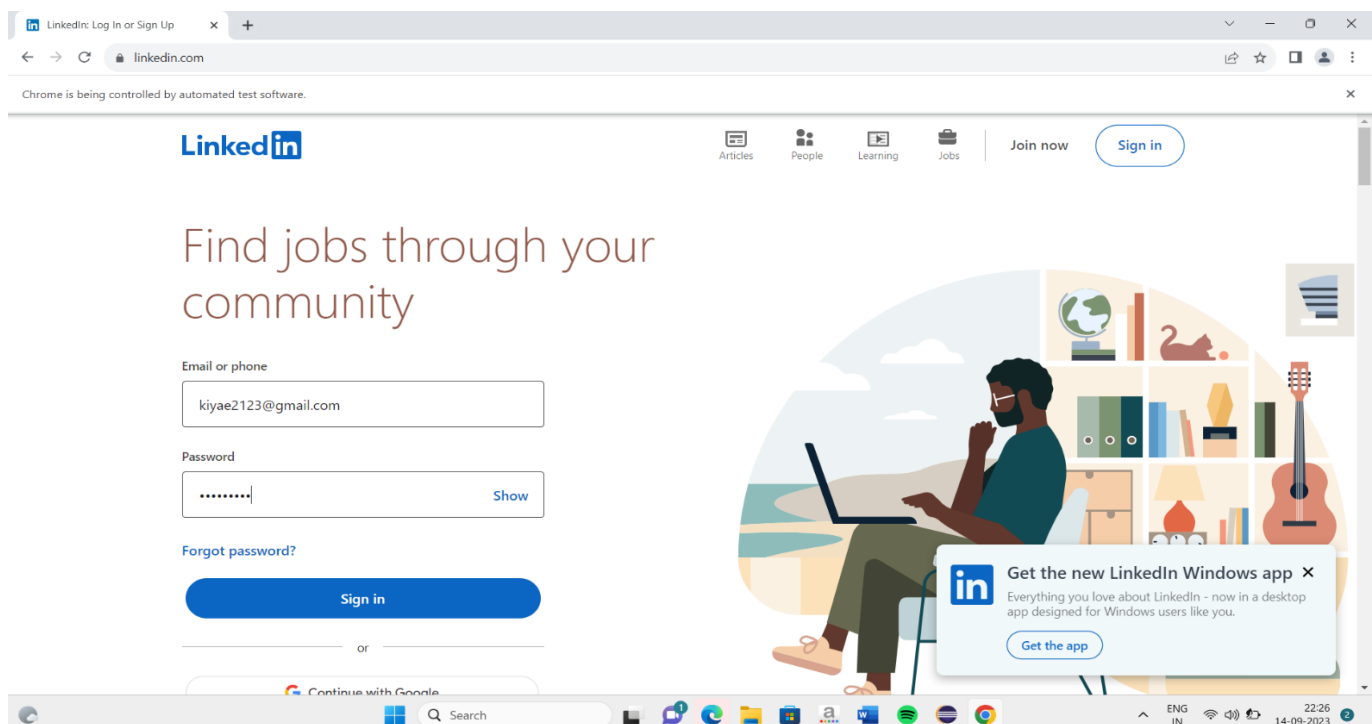 LinkedIn: Log In or Sign Up
linkedin.com
Chrome is being controlled by automated test software.
Linked in
Articles People Learning Jobs Join now Sign in
Find jobs through your
community
Email or phone
kiyae2123@gmail.com
Password
Show
Forgot password?
Sign in
or
Continue with Google
in
Get the new LinkedIn Windows app
Everything you love about LinkedIn - now in a desktop
app designed for Windows users like you.
Get the app
Search
1
a
W
ENG
IN
22:26
14-09-2023
2